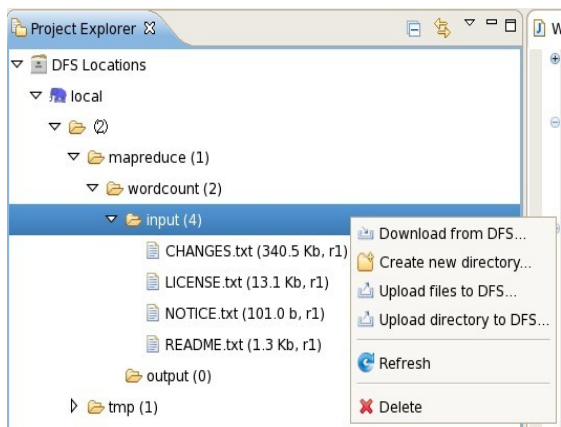 Project Explorer
W
DFS Locations
local
(2)
mapreduce (1)
wordcount (2)
input (4)
CHANGES.txt (340.5 Kb, r1)
LICENSE.txt (13.1 Kb, r1)
NOTICE.txt (101.0 b, r1)
README.txt (1.3 Kb, r1)
output (0)
tmp (1)
Download from DFS...
Create new directory...
Upload files to DFS...
Upload directory to DFS...
Refresh
Delete